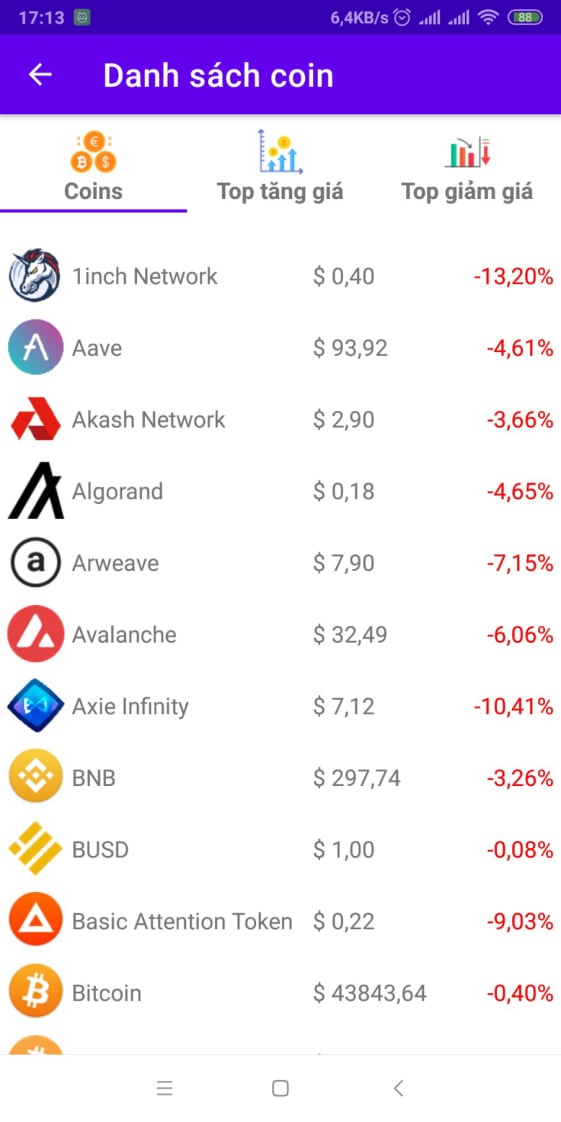 17:13 6,4KB/s 88
Danh sách coin
Coins Top tăng giá Top giảm giá
1inch Network $ 0,40 -13,20%
Aave $ 93,92 -4,61%
Akash Network $ 2,90 -3,66%
Algorand $ 0,18 -4,65%
Arweave $ 7,90 -7,15%
Avalanche $ 32,49 -6,06%
Axie Infinity $ 7,12 -10,41%
BNB $ 297,74 -3,26%
BUSD $ 1,00 -0,08%
Basic Attention Token $ 0,22 -9,03%
Bitcoin $ 43843,64 -0,40%